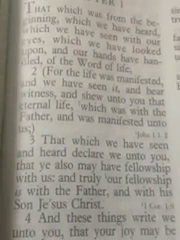 CHAPTER 1
THAT which was from the be-
ginning, which we have heard,
which we have seen with our
eyes, which we have looked
upon, and our hands have han-
dled, of the Word of life;
2 (For the life was manifested,
and we have seen it, and bear
witness, and shew unto you that
eternal life, which was with the
Father, and was manifested unto
us;)
John 1:1, 2
3 That which we have seen
and heard declare we unto you,
that ye also may have fellowship
with us: and truly our fellowship
is with the Father, and with his
Son Je'sus Christ.
1 Cor. 1:9
4 And these things write we
unto you, that your joy may be